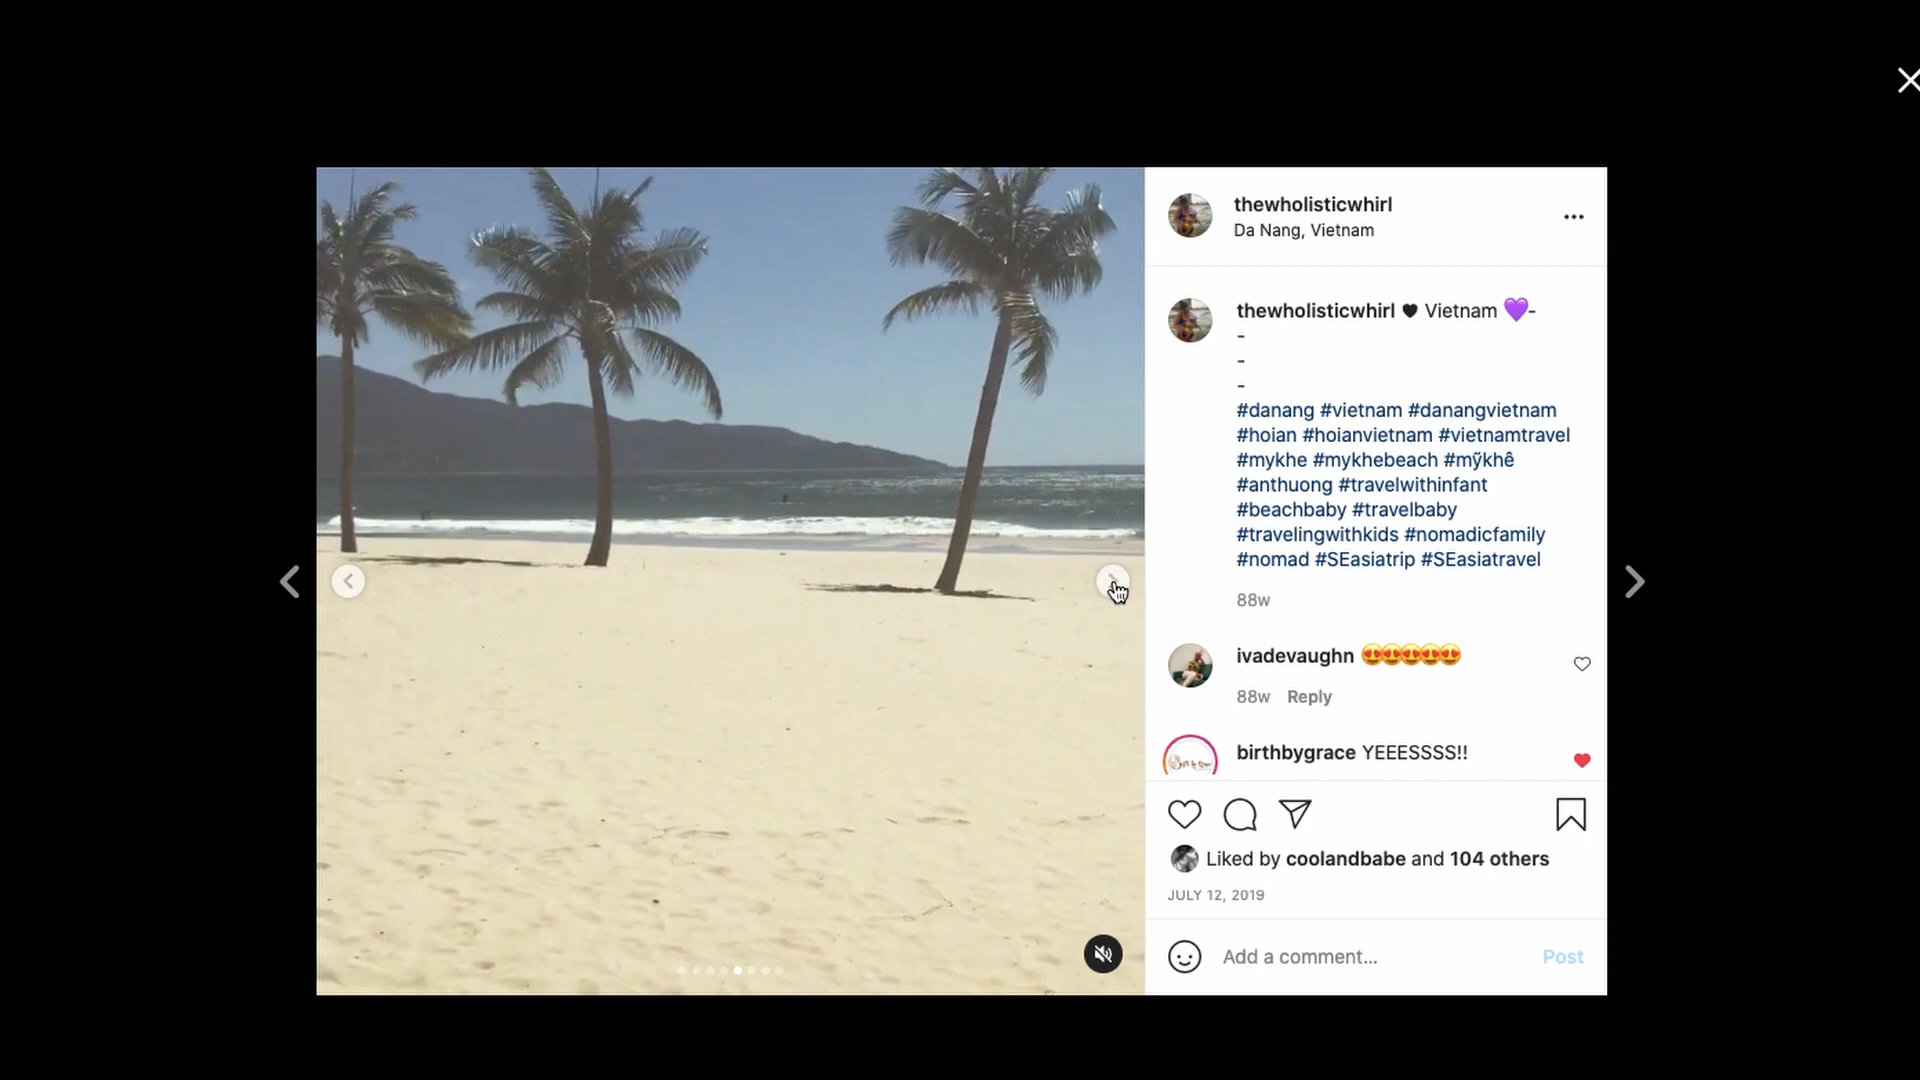 thewholisticwhirl
Da Nang, Vietnam
thewholisticwhirl 🖤 Vietnam 💜-
-
-
-
#danang #vietnam #danangvietnam
#hoian #hoianvietnam #vietnamtravel
#mykhe #mykhebeach #mỹkhê
#anthuong #travelwithinfant
#beachbaby #travelbaby
#travelingwithkids #nomadicfamily
#nomad #SEasiatrip #SEasiatravel
88w
ivadevaughn 😍😍😍😍😍
88w Reply
birthbygrace YEEESSSS!!
Liked by coolandbabe and 104 others
JULY 12, 2019
Add a comment... Post